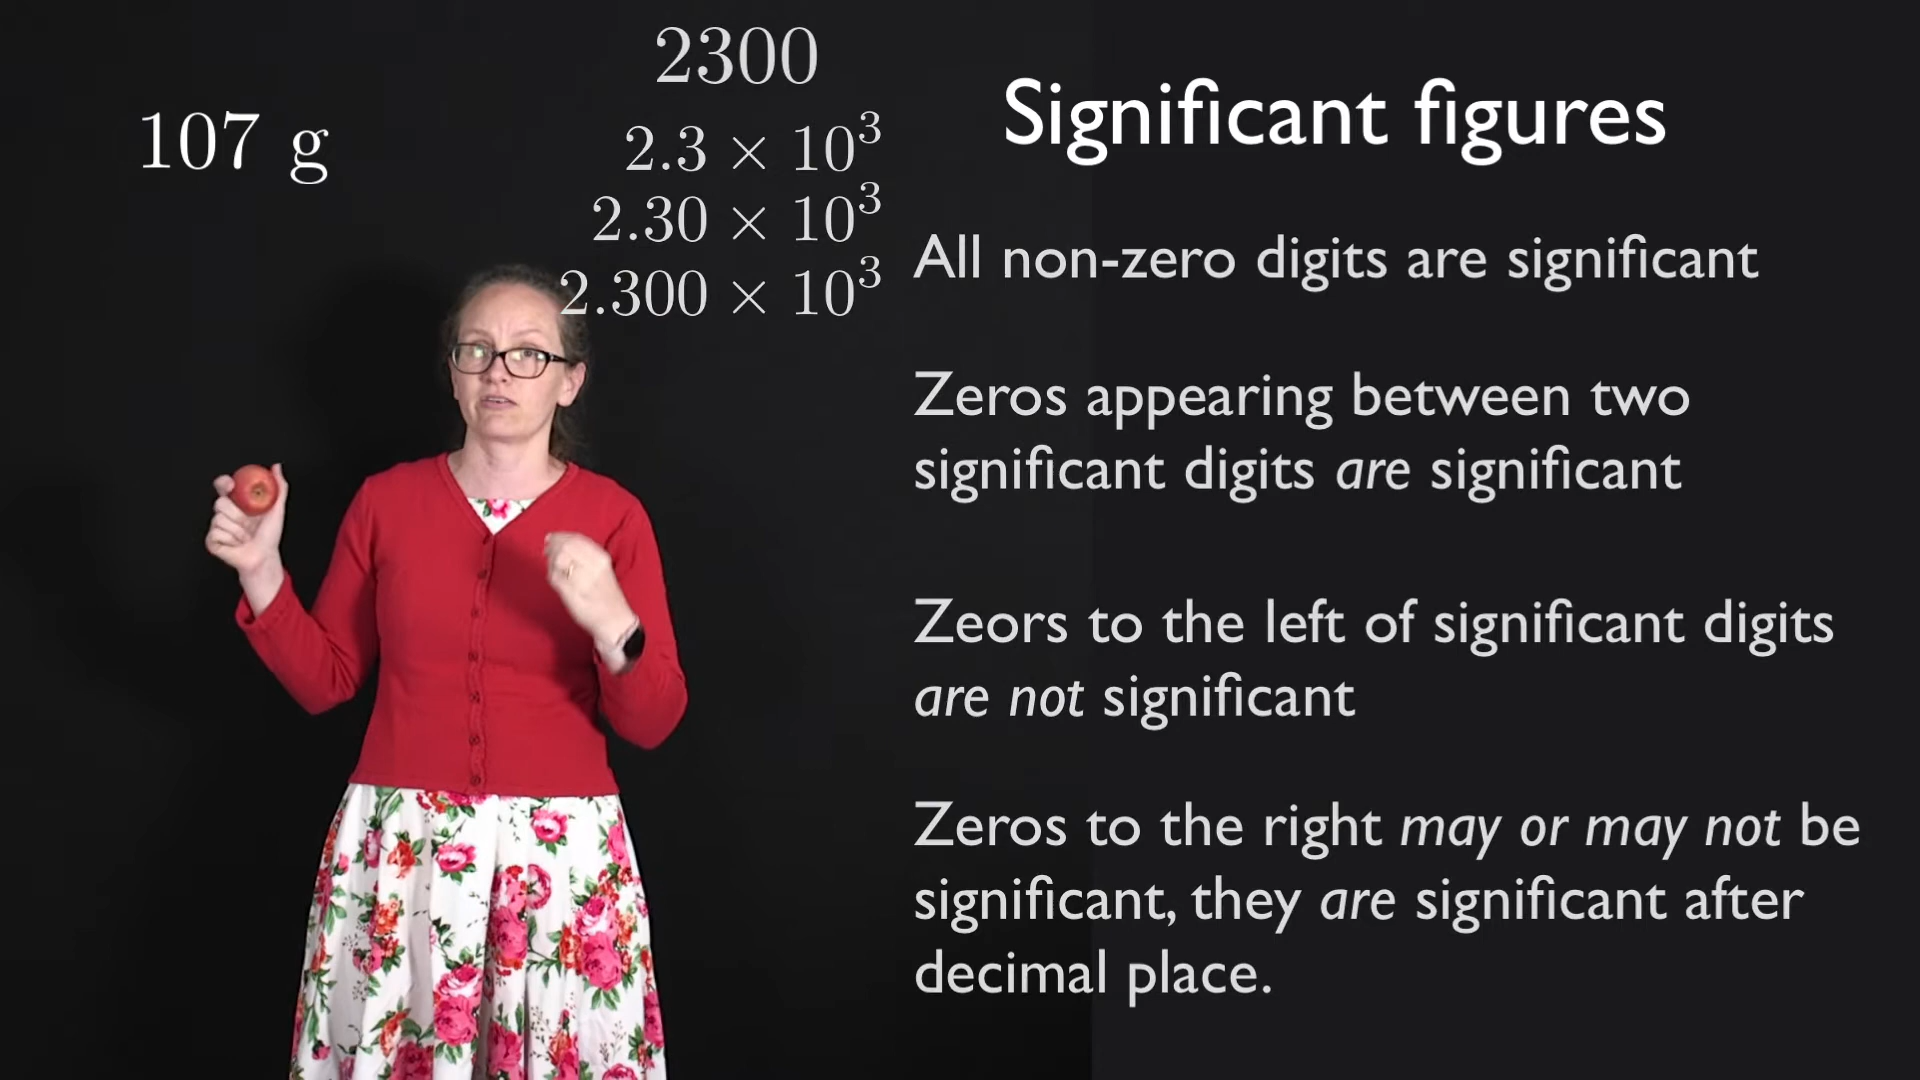 107 g
2300
2.3 × 10³
2.30 × 10³
2.300 × 10³
Significant figures
All non-zero digits are significant
Zeros appearing between two
significant digits are significant
Zeors to the left of significant digits
are not significant
Zeros to the right may or may not be
significant, they are significant after
decimal place.